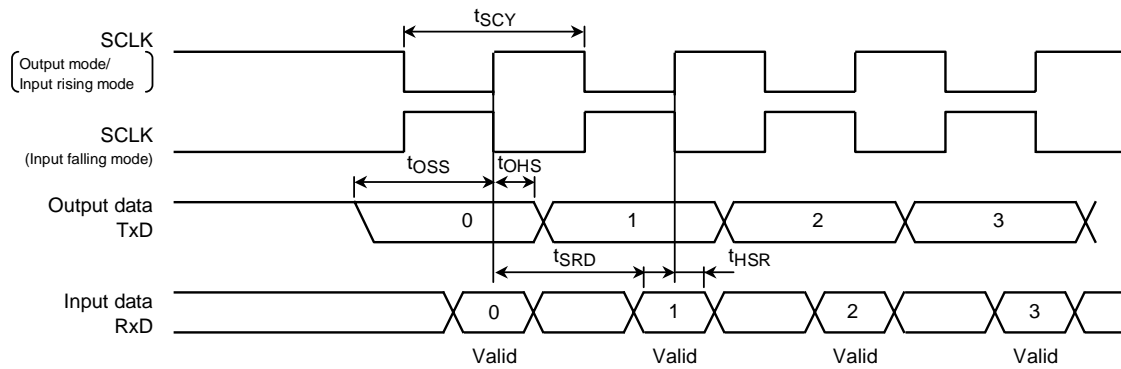 tSCY
SCLK
Output mode/
Input rising mode
SCLK
(Input falling mode)
tOSS
tOHS
Output data
TxD
0
1
2
3
tSRD
tHSR
Input data
RxD
0
1
2
3
Valid
Valid
Valid
Valid